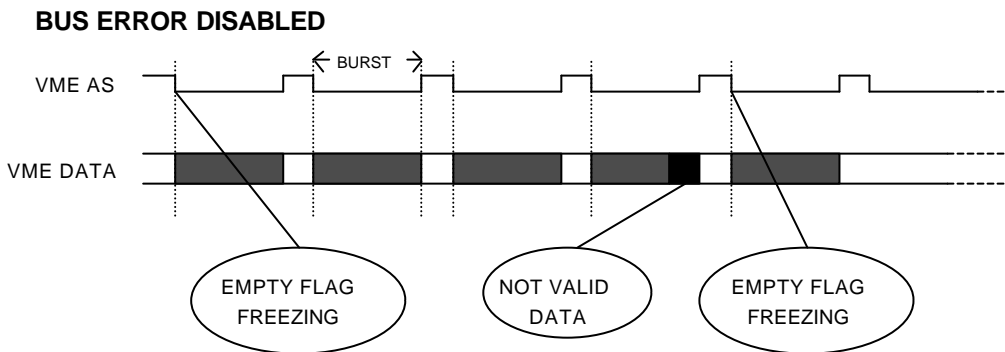 BUS ERROR DISABLED
BURST
VME AS
VME DATA
EMPTY FLAG
FREEZING
NOT VALID
DATA
EMPTY FLAG
FREEZING